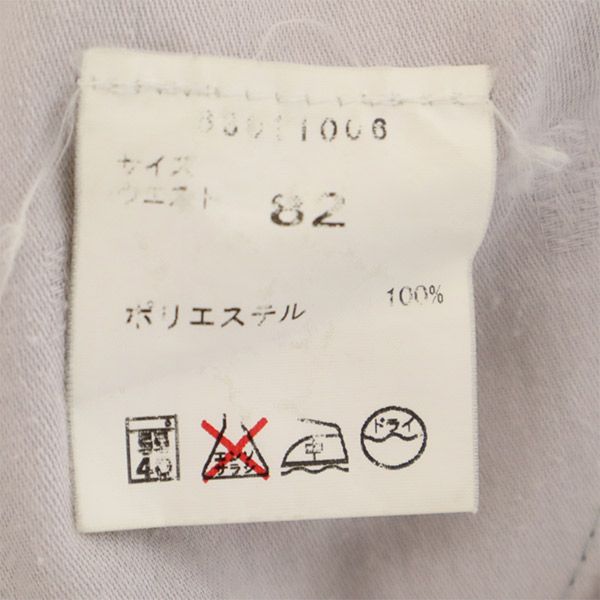 サイズ
ウエスト 82
ポリエステル 100%
40
エンソ
サラシ
中
ドライ